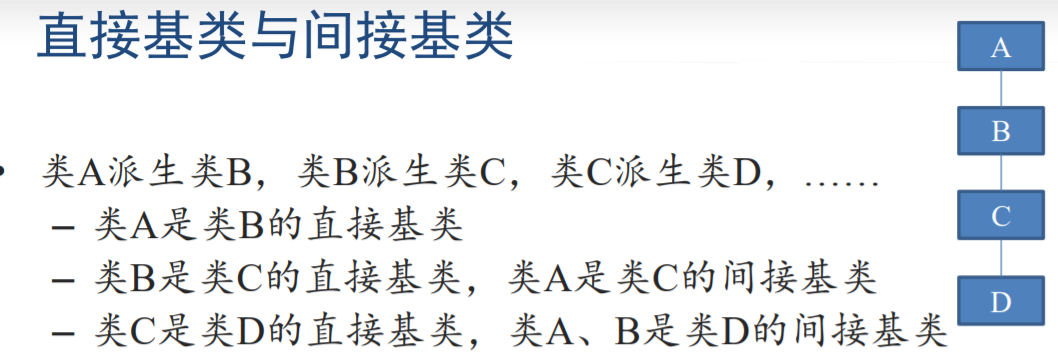 直接基类与间接基类
• 类A派生类B，类B派生类C，类C派生类D，……
– 类A是类B的直接基类
– 类B是类C的直接基类，类A是类C的间接基类
– 类C是类D的直接基类，类A、B是类D的间接基类
A
B
C
D